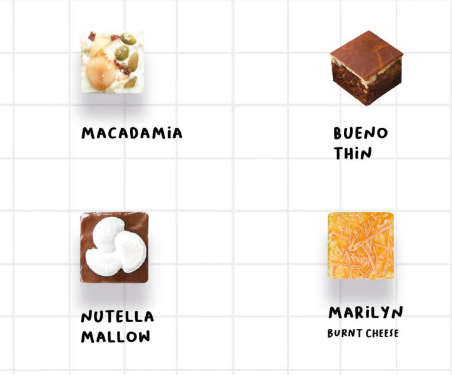 MACADAMiA
BUENO
THiN
NUTELLA
MALLOW
MARiLYN
BURNT CHEESE